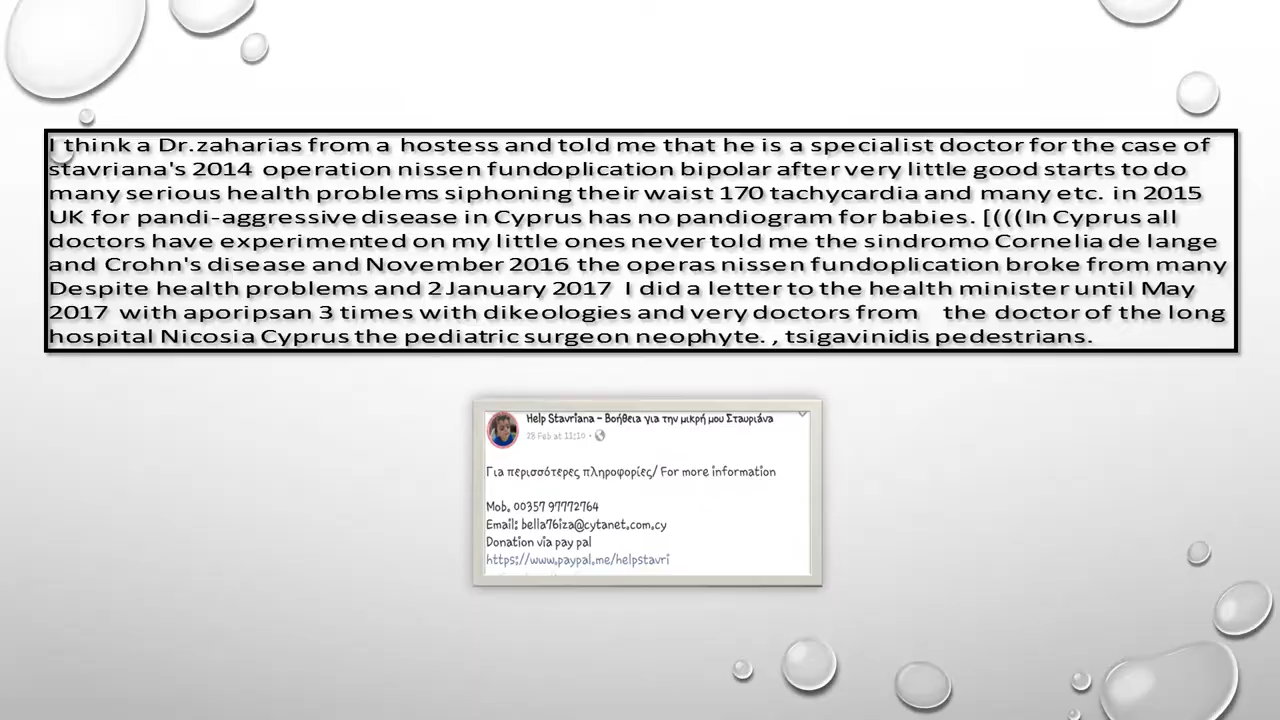 I think a Dr.zaharias from a hostess and told me that he is a specialist doctor for the case of
stavriana's 2014 operation nissen fundoplication bipolar after very little good starts to do
many serious health problems siphoning their waist 170 tachycardia and many etc. in 2015
UK for pandi-aggressive disease in Cyprus has no pandiogram for babies. [(((In Cyprus all
doctors have experimented on my little ones never told me the sindromo Cornelia de lange
and Crohn's disease and November 2016 the operas nissen fundoplication broke from many
Despite health problems and 2 January 2017 I did a letter to the health minister until May
2017 with aporipsan 3 times with dikeologies and very doctors from the doctor of the long
hospital Nicosia Cyprus the pediatric surgeon neophyte. , tsigavinidis pedestrians.
Help Stavriana - Βοήθεια για την μικρή μου Σταυριάνα
28 Feb at 11:10
Για περισσότερες πληροφορίες/ For more information
Mob. 00357 97772764
Email: bella76iza@cytanet.com.cy
Donation via pay pal
https://www.paypal.me/helpstavri